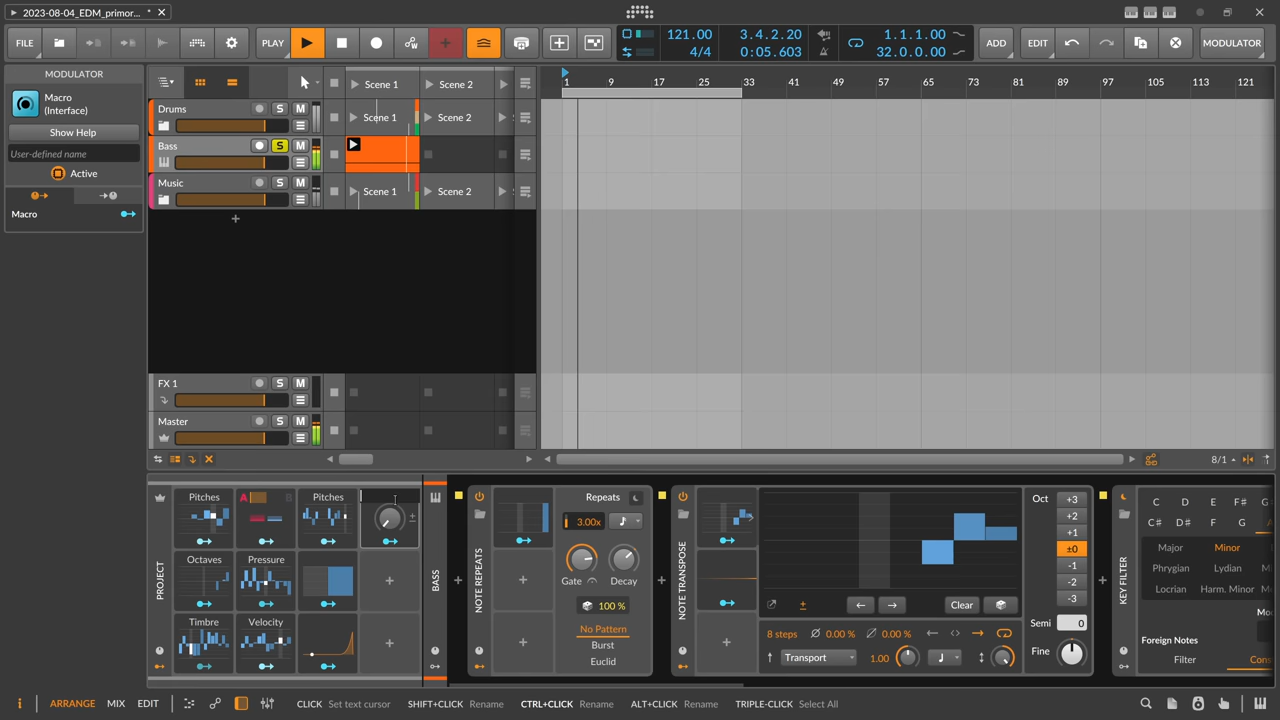 2023-08-04_EDM_primor... *
FILE
PLAY
121.00
4/4
3.4.2.20
0:05.603
1.1.1.00
32.0.0.00
ADD
EDIT
MODULATOR
MODULATOR
Macro
(Interface)
Show Help
User-defined name
Active
Macro
Scene 1
Scene 2
1 9 17 25 33 41 49 57 65 73 81 89 97 105 113 121
Drums
S M
Scene 1
Scene 2
Bass
S M
Music
S M
Scene 1
Scene 2
+
FX 1
S M
Master
S M
8/1
PROJECT
Pitches
A
B
Pitches
Octaves
Pressure
Timbre
Velocity
BASS
NOTE REPEATS
Repeats
3.00x
Gate
Decay
100 %
No Pattern
Burst
Euclid
NOTE TRANSPOSE
Clear
8 steps
0.00 %
0.00 %
Transport
1.00
Oct
+3
+2
+1
±0
-1
-2
-3
Semi
0
Fine
KEY FILTER
C D E F# G
C# D# F G A
Major
Minor
Phrygian
Lydian
Locrian
Harm. Minor
Foreign Notes
Filter
ARRANGE
MIX
EDIT
CLICK Set text cursor
SHIFT+CLICK Rename
CTRL+CLICK Rename
ALT+CLICK Rename
TRIPLE-CLICK Select All